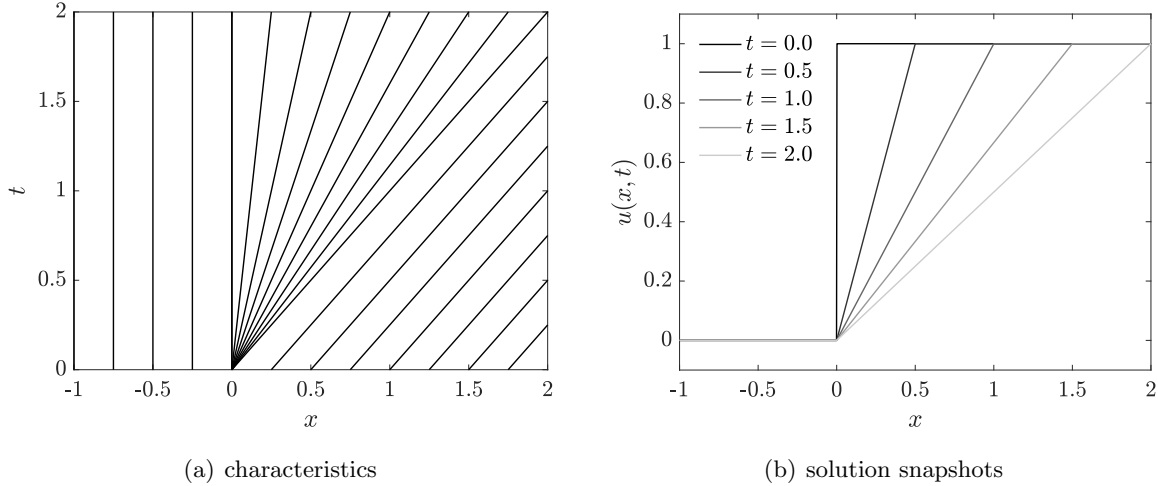 2
1.5
t
1
0.5
0
-1 -0.5 0 0.5 1 1.5 2
x
(a) characteristics
1
0.8
0.6
u(x, t)
0.4
0.2
0
t = 0.0
t = 0.5
t = 1.0
t = 1.5
t = 2.0
-1 -0.5 0 0.5 1 1.5 2
x
(b) solution snapshots